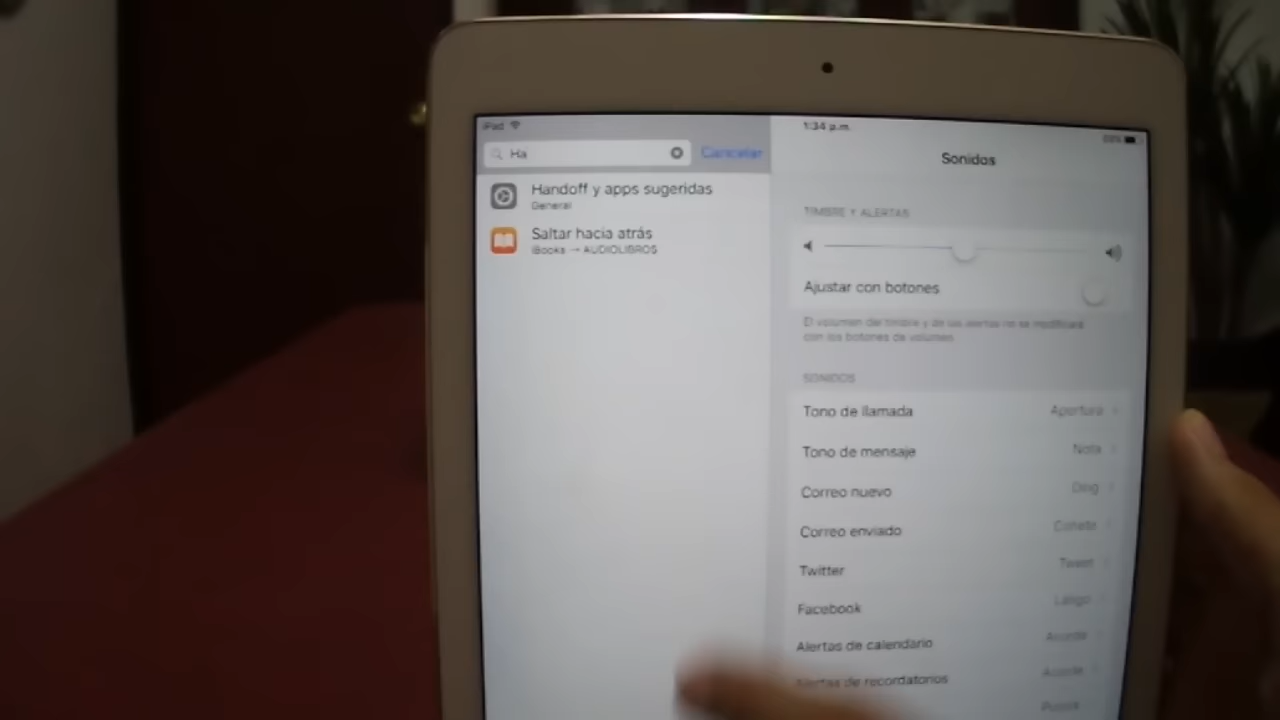 iPad
1:34 p.m.
Ha
Cancelar
Handoff y apps sugeridas
General
Saltar hacia atrás
iBooks → AUDIOLIBROS
Sonidos
TIMBRE Y ALERTAS
Ajustar con botones
El volumen del timbre y de las alertas no se modificará
con los botones de volumen
SONIDOS
Tono de llamada Apertura
Tono de mensaje Nota
Correo nuevo Ding
Correo enviado Cometa
Twitter Tweet
Facebook Látigo
Alertas de calendario Acorde
Alertas de recordatorios Acorde